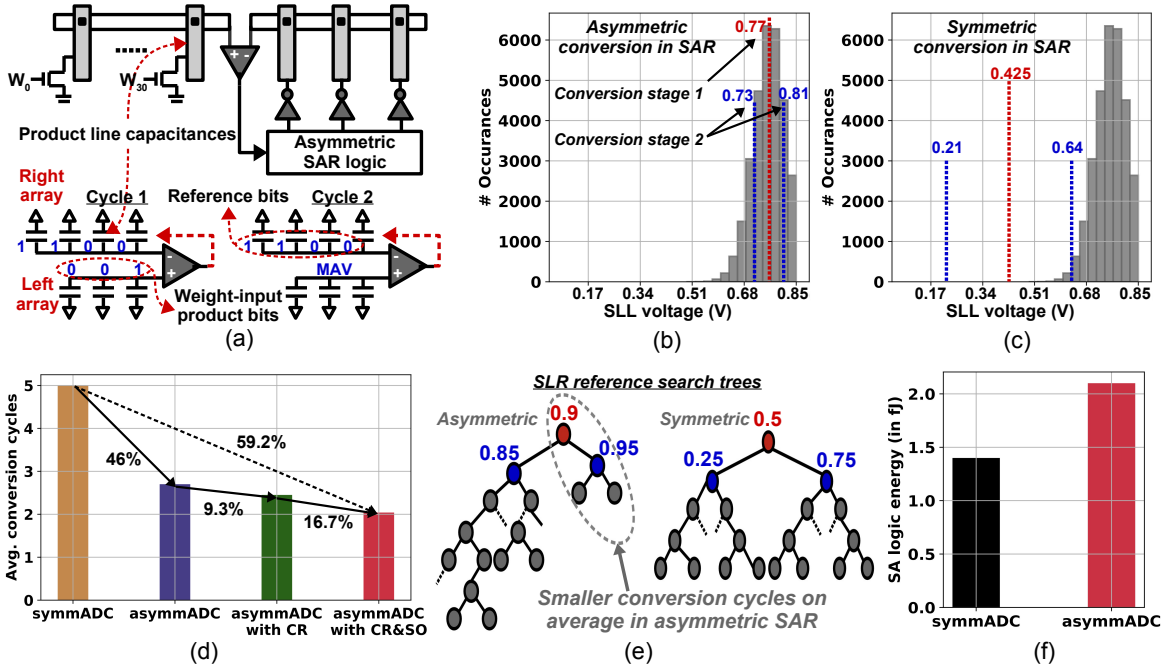 W0
W30
Product line capacitances
Asymmetric
SAR logic
Right
array
Cycle 1
Reference bits
Cycle 2
1 1 0 0
1 1 0 0
-
+
-
+
0 0 1
MAV
Left
array
Weight-input
product bits
(a)
Asymmetric
conversion in SAR
0.77
Conversion stage 1
0.73
0.81
Conversion stage 2
# Occurances
6000
5000
4000
3000
2000
1000
0
0.17 0.34 0.51 0.68 0.85
SLL voltage (V)
(b)
Symmetric
conversion in SAR
0.425
0.21
0.64
# Occurances
6000
5000
4000
3000
2000
1000
0
0.17 0.34 0.51 0.68 0.85
SLL voltage (V)
(c)
Avg. conversion cycles
5
4
3
2
1
0
46%
59.2%
9.3%
16.7%
symmADC
asymmADC
asymmADC
with CR
asymmADC
with CR&SO
(d)
SLR reference search trees
Asymmetric
0.9
0.85
0.95
Symmetric
0.5
0.25
0.75
Smaller conversion cycles on
average in asymmetric SAR
(e)
SA logic energy (in fJ)
2.0
1.5
1.0
0.5
0.0
symmADC
asymmADC
(f)